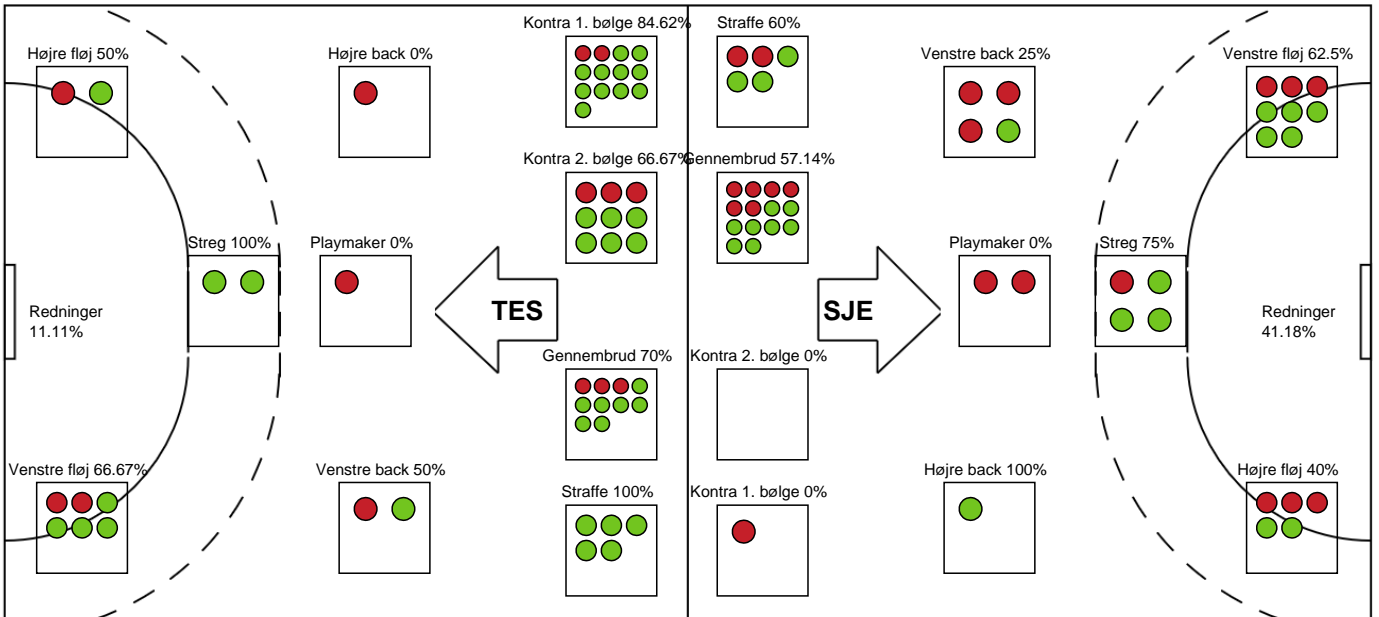 Kontra 1. bølge 84.62%
Straffe 60%
Højre fløj 50%
Højre back 0%
Venstre back 25%
Venstre fløj 62.5%
Kontra 2. bølge 66.67%
Gennembrud 57.14%
Streg 100%
Playmaker 0%
Playmaker 0%
Streg 75%
Redninger
11.11%
TES
SJE
Redninger
41.18%
Gennembrud 70%
Kontra 2. bølge 0%
Venstre fløj 66.67%
Venstre back 50%
Højre back 100%
Højre fløj 40%
Straffe 100%
Kontra 1. bølge 0%